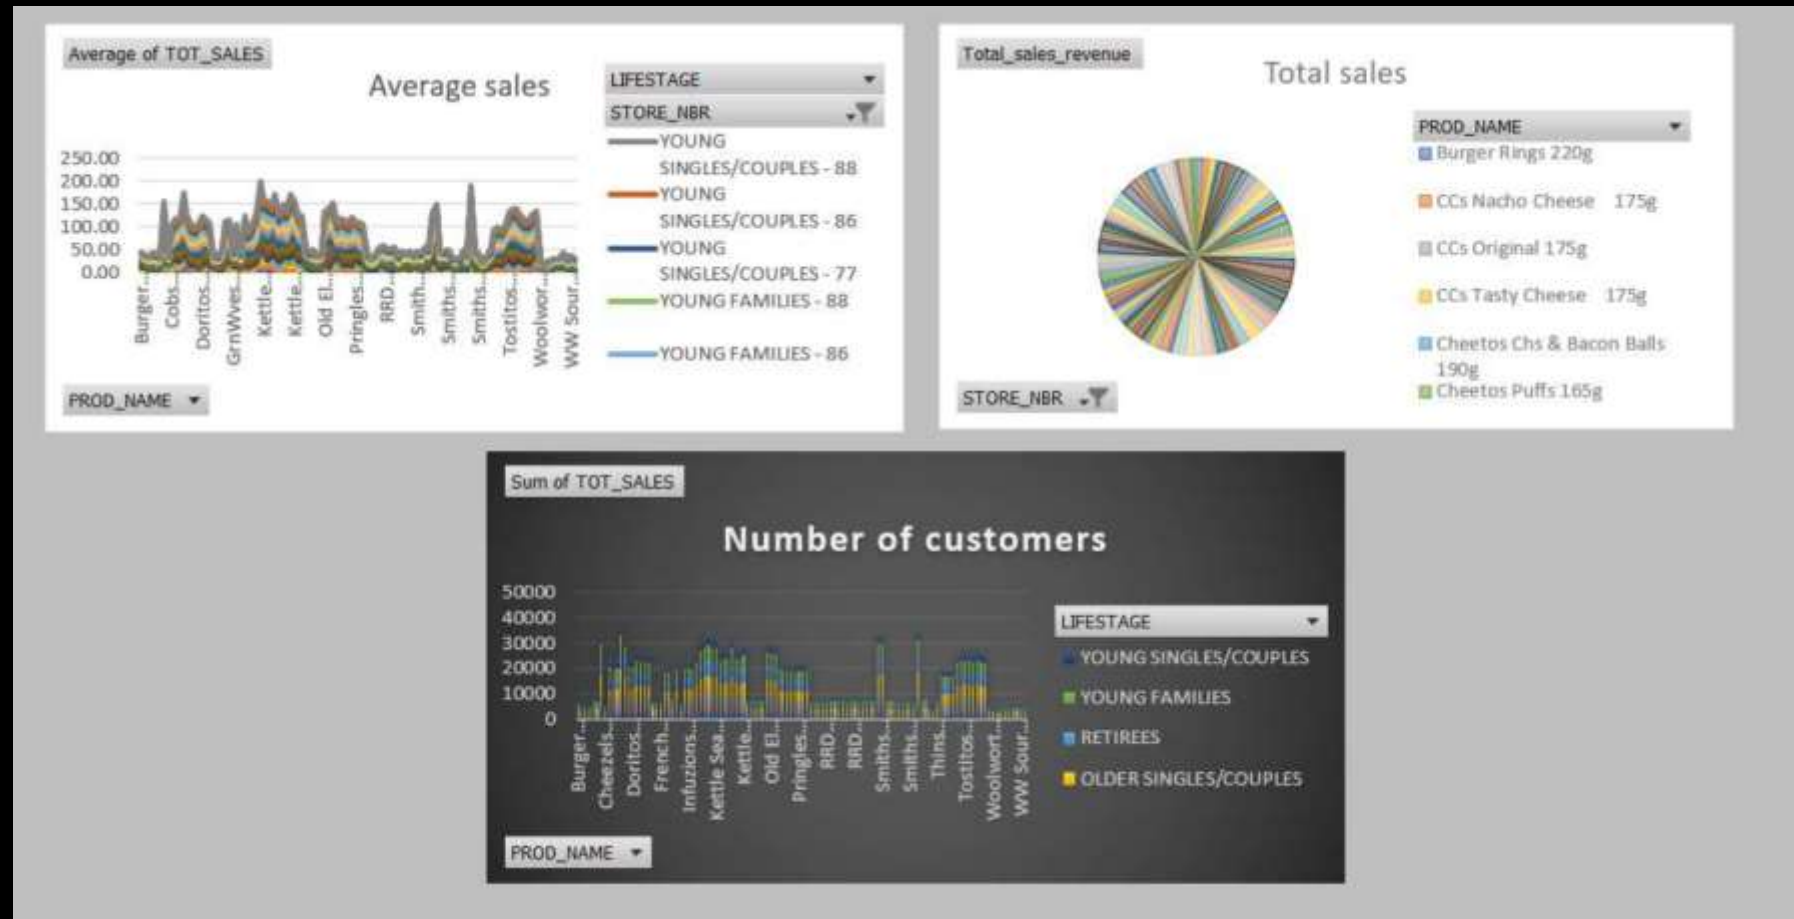 Average of TOT_SALES
Average sales
LIFESTAGE
STORE_NBR
YOUNG
SINGLES/COUPLES - 88
YOUNG
SINGLES/COUPLES - 86
YOUNG
SINGLES/COUPLES - 77
YOUNG FAMILIES - 88
YOUNG FAMILIES - 86
250.00
200.00
150.00
100.00
50.00
0.00
Burger...
Cobs...
Doritos...
GrnWves...
Kettle...
Kettle...
Old El...
Pringles...
RRD...
Smith...
Smiths...
Smiths...
Tostitos...
Woolwor...
WW Sour...
PROD_NAME
Total_sales_revenue
Total sales
PROD_NAME
Burger Rings 220g
CCs Nacho Cheese    175g
CCs Original 175g
CCs Tasty Cheese    175g
Cheetos Chs & Bacon Balls
190g
Cheetos Puffs 165g
STORE_NBR
Sum of TOT_SALES
Number of customers
50000
40000
30000
20000
10000
0
Burger...
Cheezels...
Doritos...
French...
Infuzions...
Kettle Sea...
Kettle...
Old El...
Pringles...
RRD...
RRD...
Smiths...
Smiths...
Thins...
Tostitos...
Woolwort...
WW Sour...
LIFESTAGE
YOUNG SINGLES/COUPLES
YOUNG FAMILIES
RETIREES
OLDER SINGLES/COUPLES
PROD_NAME